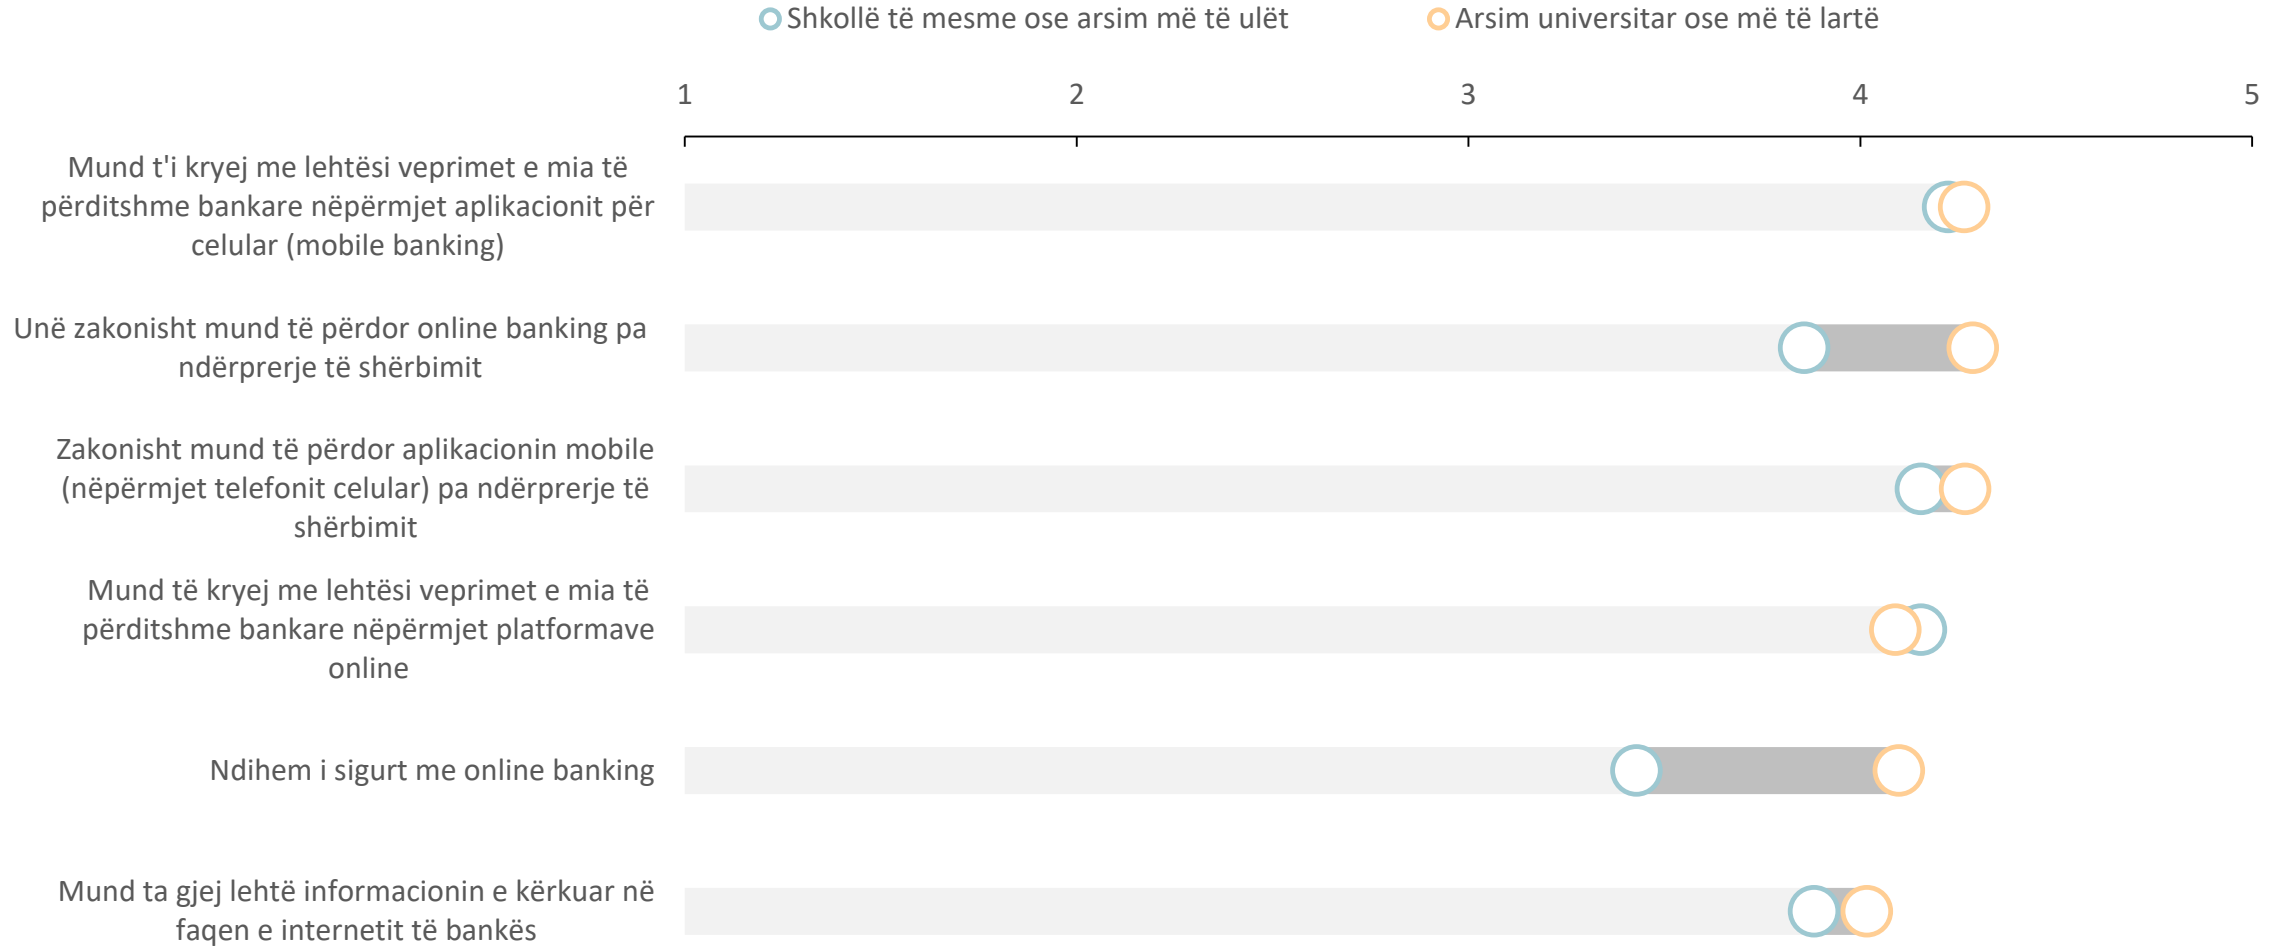 Shkollë të mesme ose arsim më të ulët
Arsim universitar ose më të lartë
1 2 3 4 5
Mund t'i kryej me lehtësi veprimet e mia të
përditshme bankare nëpërmjet aplikacionit për
celular (mobile banking)
Unë zakonisht mund të përdor online banking pa
ndërprerje të shërbimit
Zakonisht mund të përdor aplikacionin mobile
(nëpërmjet telefonit celular) pa ndërprerje të
shërbimit
Mund të kryej me lehtësi veprimet e mia të
përditshme bankare nëpërmjet platformave
online
Ndihem i sigurt me online banking
Mund ta gjej lehtë informacionin e kërkuar në
faqen e internetit të bankës